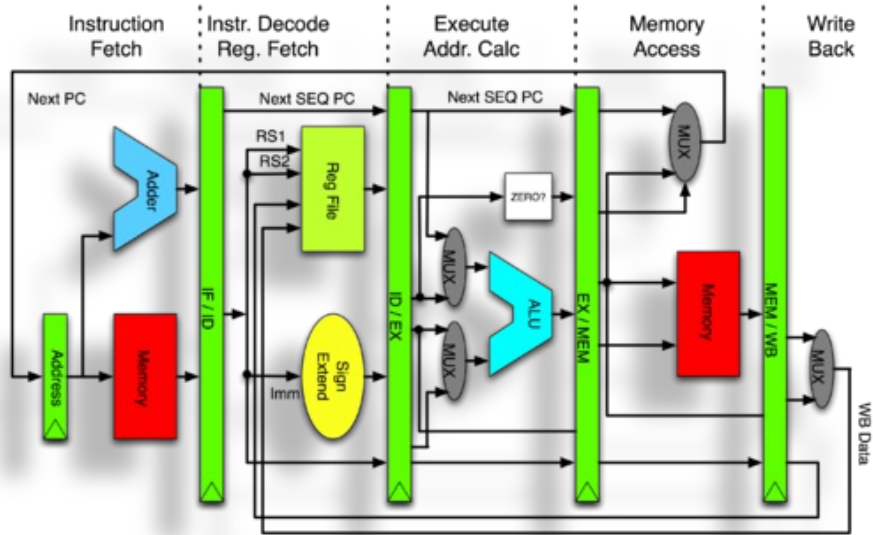 Instruction
Fetch
Instr. Decode
Reg. Fetch
Execute
Addr. Calc
Memory
Access
Write
Back
Next PC
Next SEQ PC
Next SEQ PC
RS1
RS2
Reg File
Adder
MUX
ZERO?
MUX
IF / ID
ID / EX
ALU
EX / MEM
Memory
MEM / WB
Address
Memory
Sign
Extend
Imm
MUX
MUX
WB Data